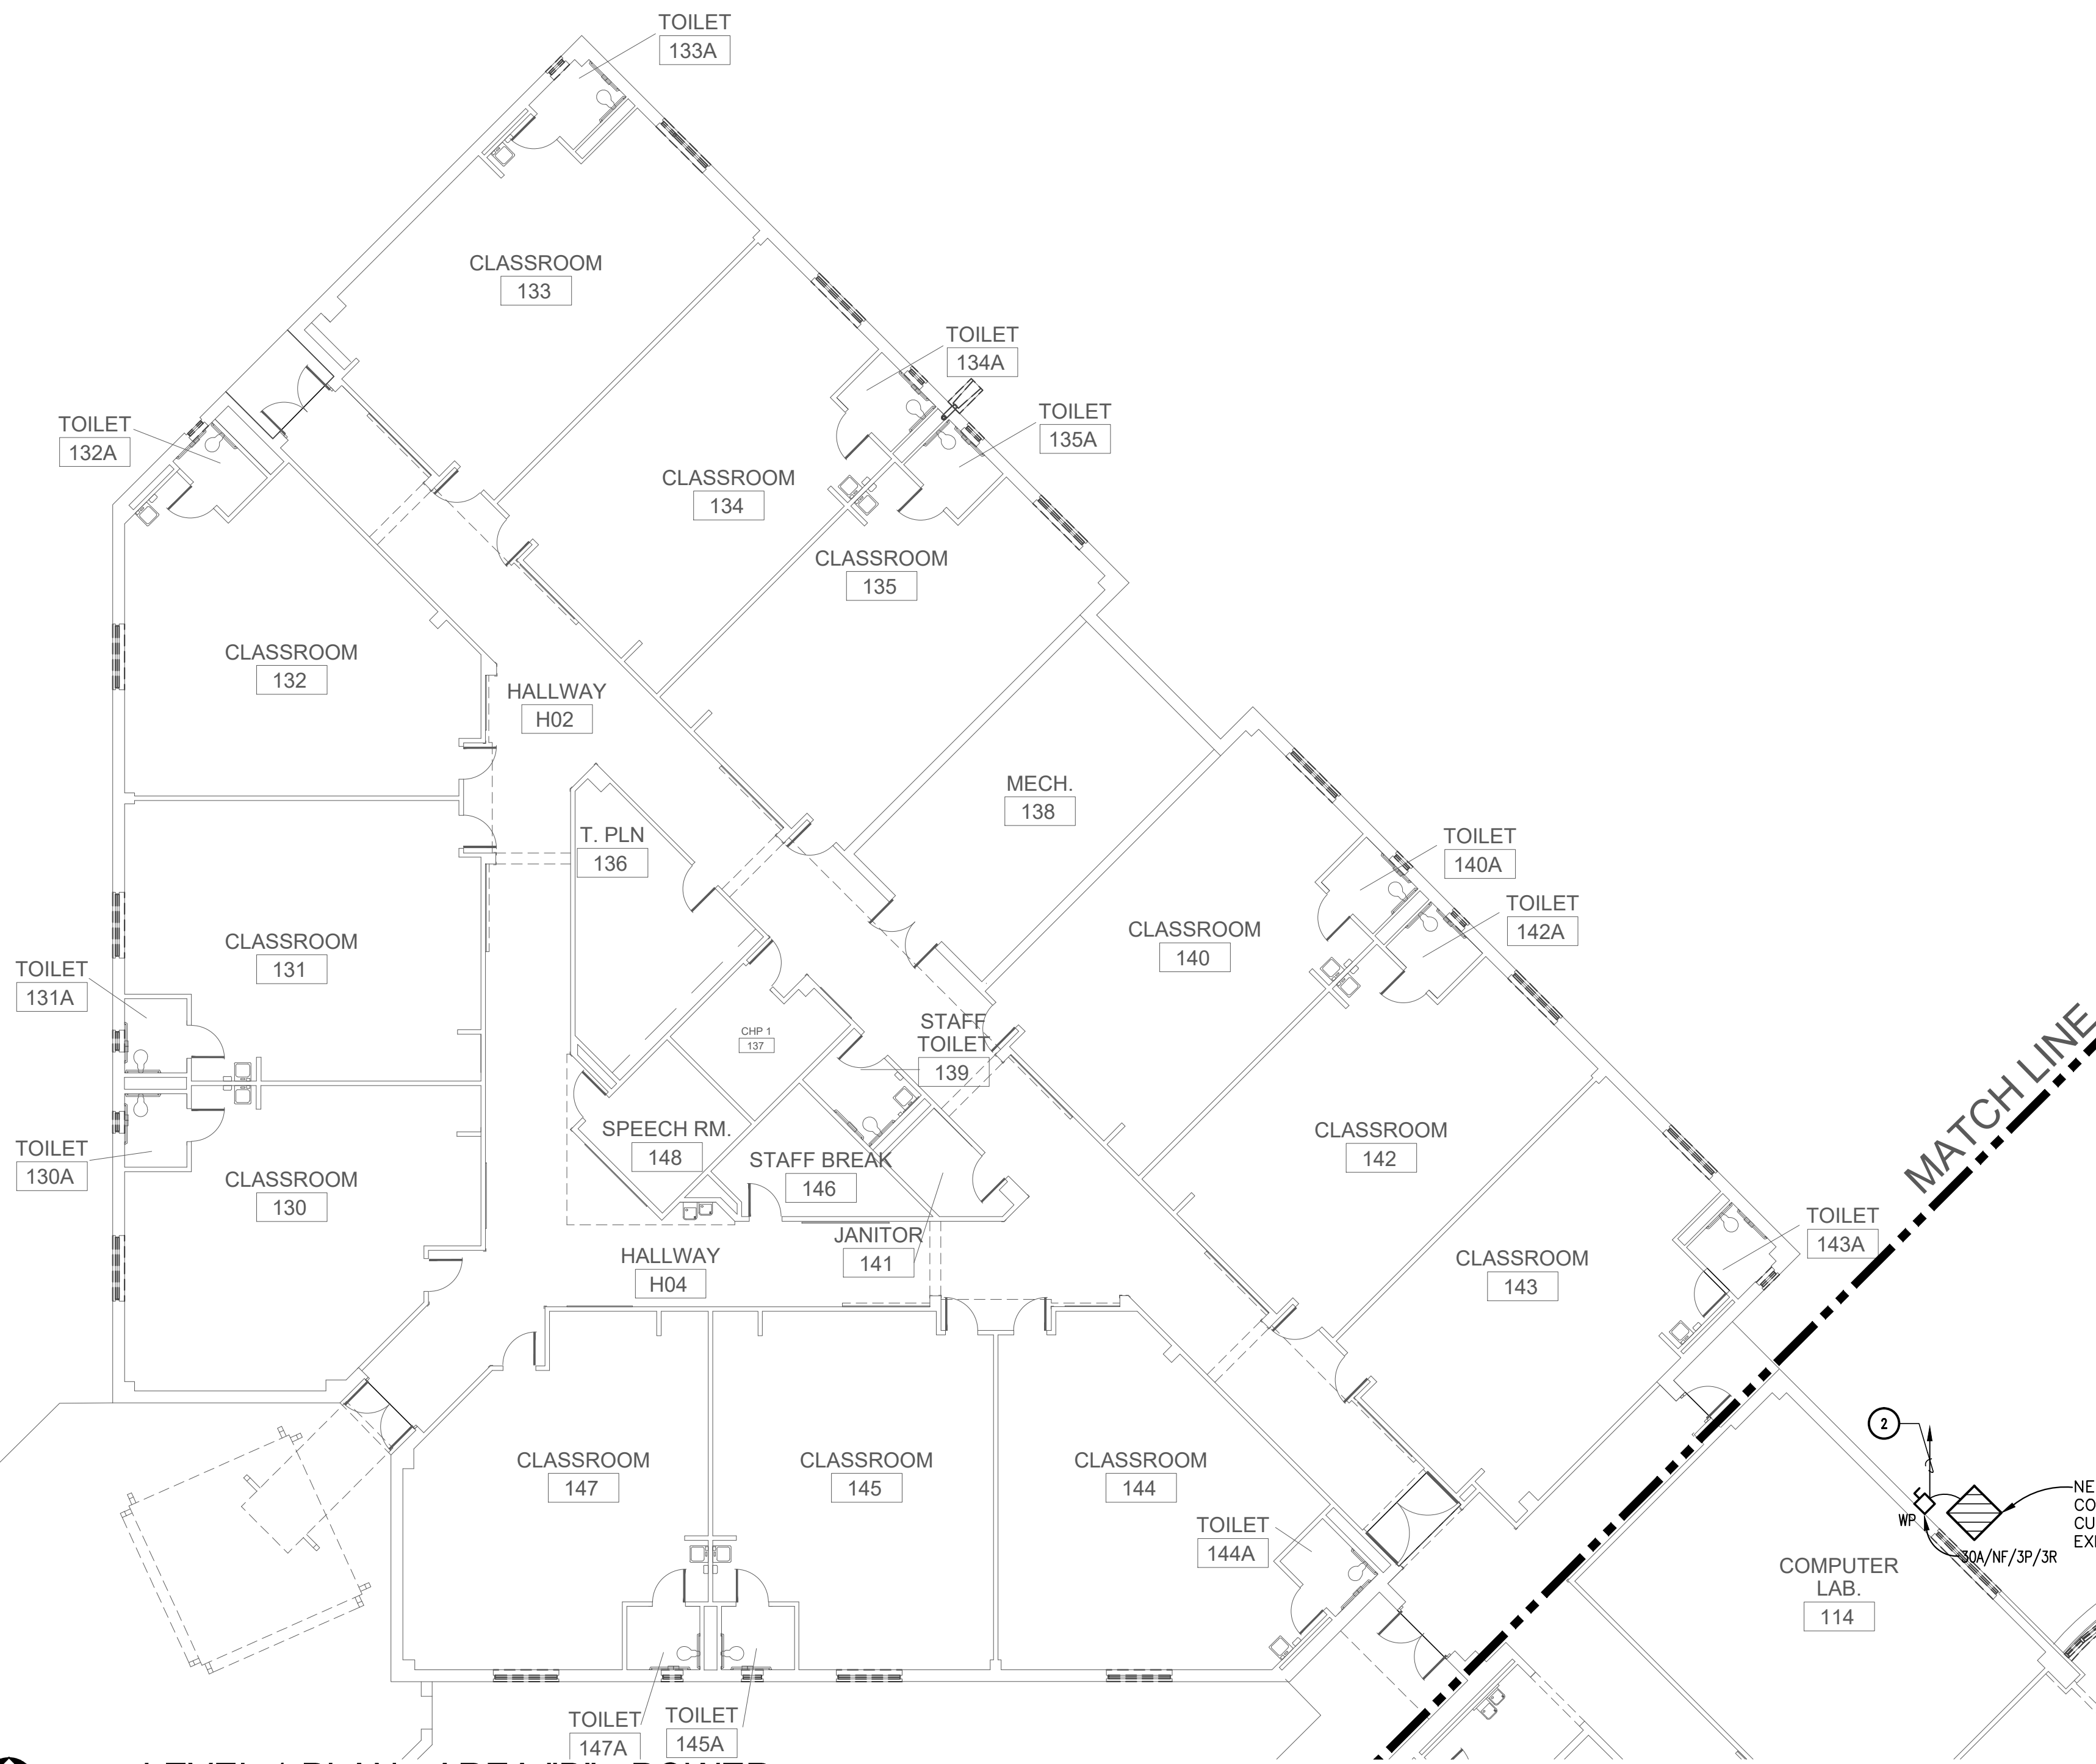 TOILET
133A
CLASSROOM
133
TOILET
134A
TOILET
135A
TOILET
132A
CLASSROOM
134
CLASSROOM
135
CLASSROOM
132
HALLWAY
H02
MECH.
138
T. PLN
136
TOILET
140A
TOILET
142A
CLASSROOM
140
CLASSROOM
131
TOILET
131A
CHP 1
137
STAFF
TOILET
139
MATCH LINE
SPEECH RM.
148
STAFF BREAK
146
CLASSROOM
142
TOILET
130A
CLASSROOM
130
JANITOR
141
HALLWAY
H04
TOILET
143A
CLASSROOM
143
2
CLASSROOM
147
CLASSROOM
145
CLASSROOM
144
WP
30A/NF/3P/3R
TOILET
144A
COMPUTER
LAB.
114
TOILET
147A
TOILET
145A